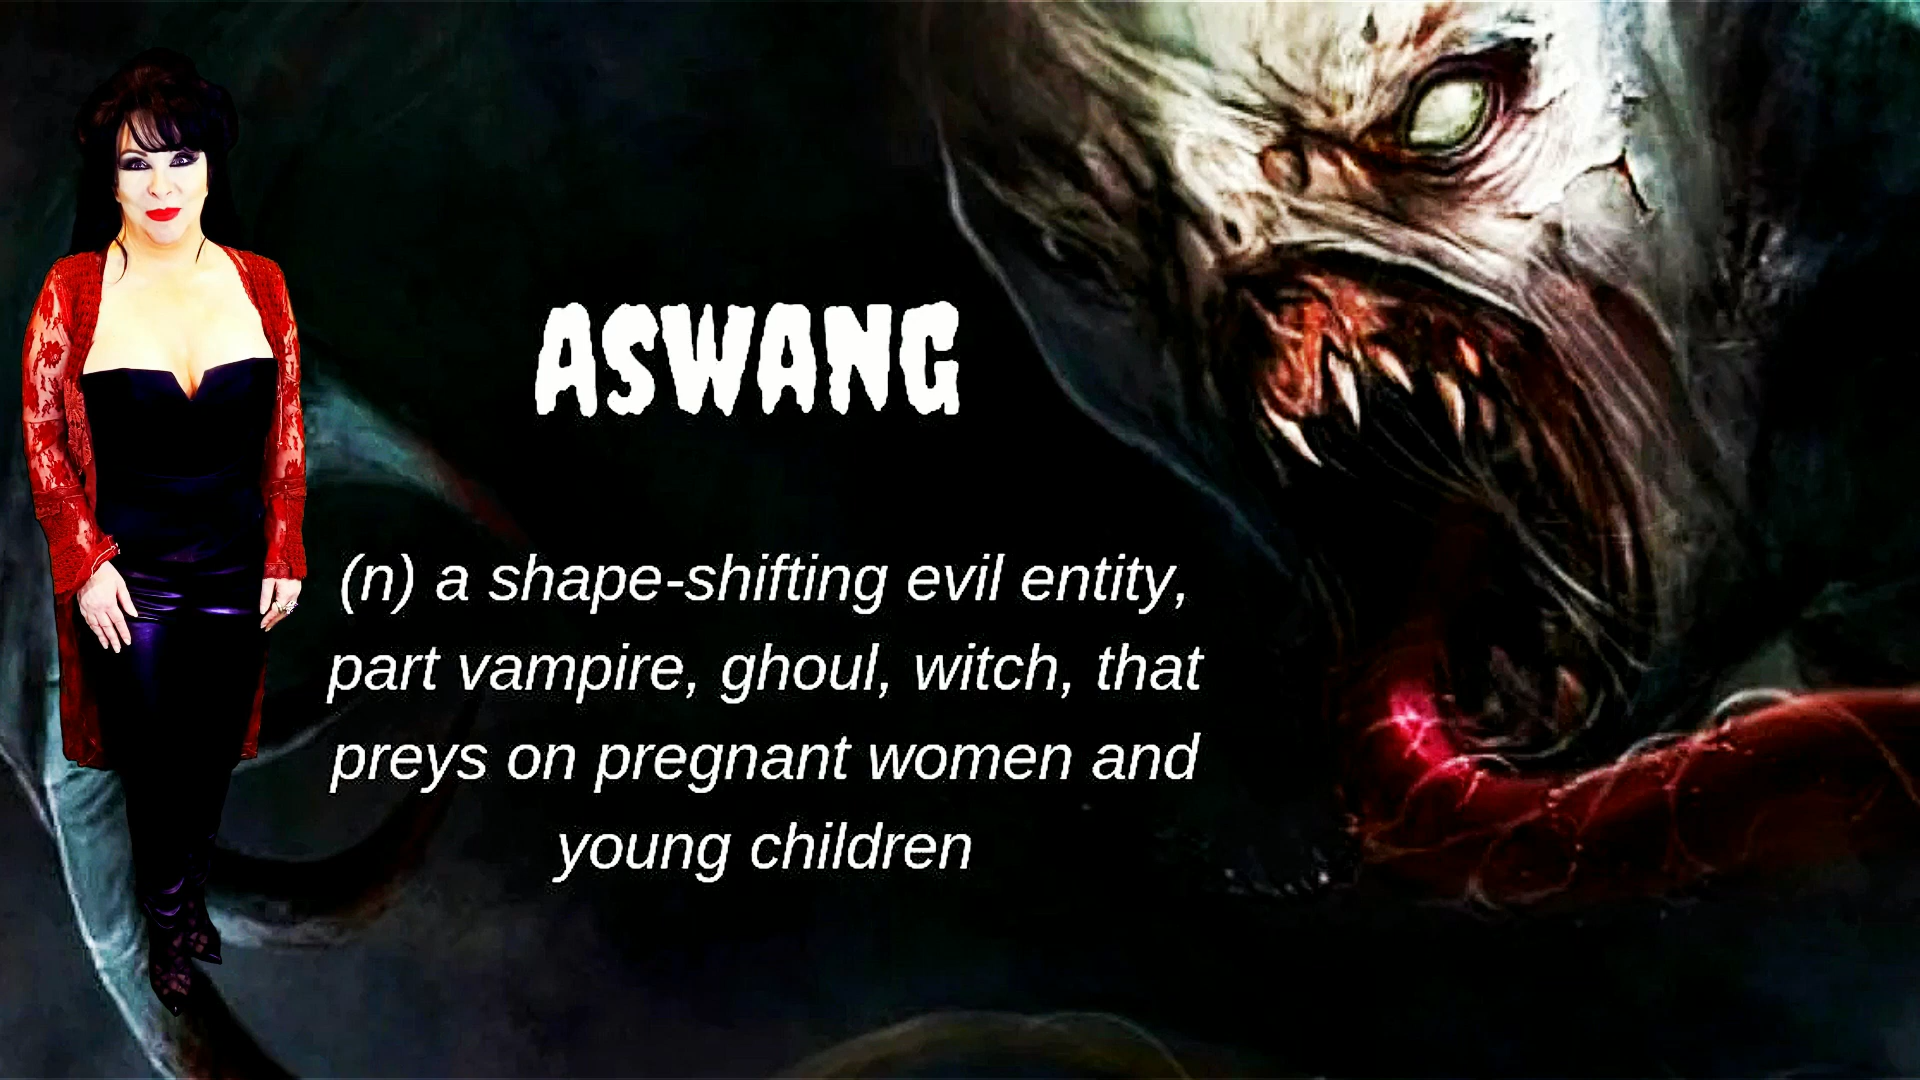 ASWANG
(n) a shape-shifting evil entity,
part vampire, ghoul, witch, that
preys on pregnant women and
young children